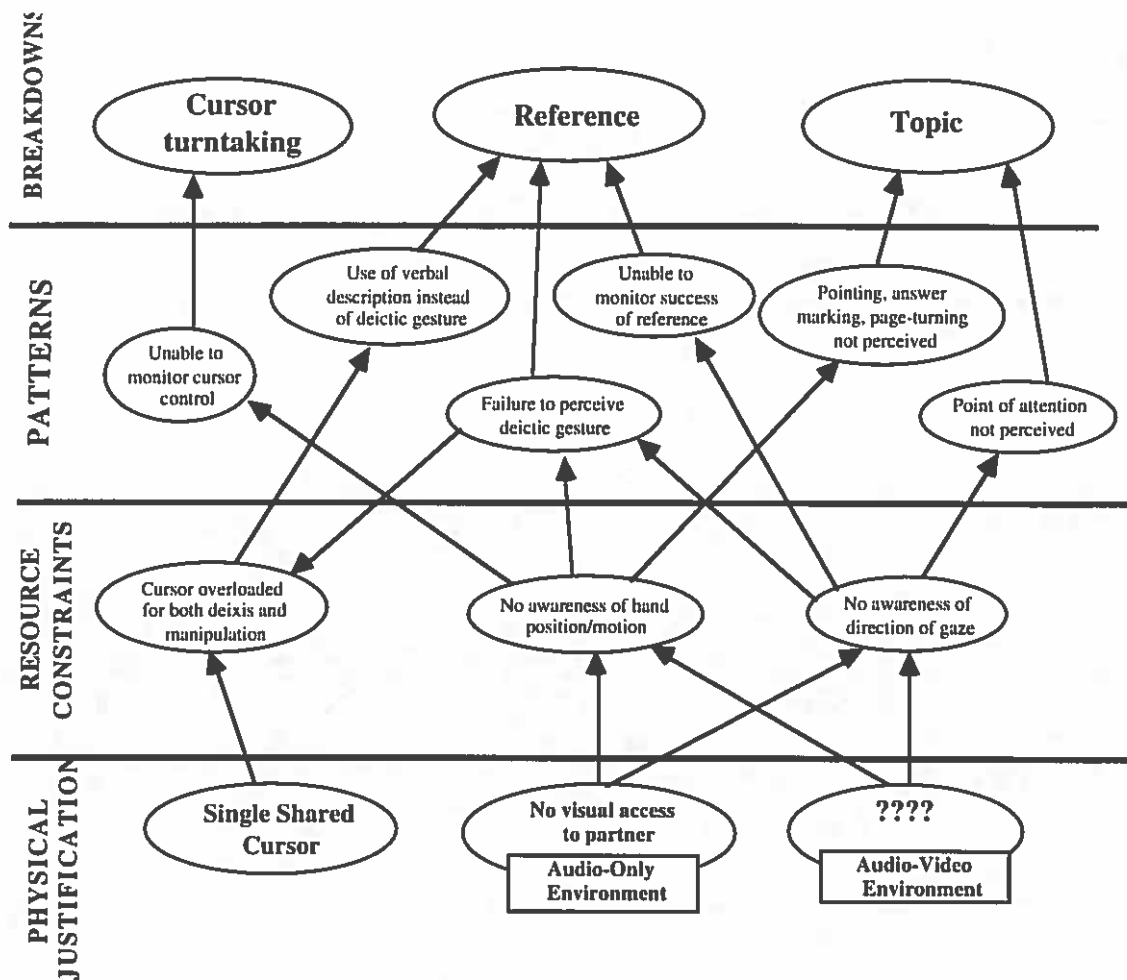 BREAKDOWNS
Cursor
turntaking
Reference
Topic
PATTERNS
Use of verbal
description instead
of deictic gesture
Unable to
monitor success
of reference
Pointing, answer
marking, page-turning
not perceived
Unable to
monitor cursor
control
Failure to perceive
deictic gesture
Point of attention
not perceived
RESOURCE
CONSTRAINTS
Cursor overloaded
for both deixis and
manipulation
No awareness of hand
position/motion
No awareness of
direction of gaze
PHYSICAL
JUSTIFICATION
Single Shared
Cursor
No visual access
to partner
Audio-Only
Environment
????
Audio-Video
Environment